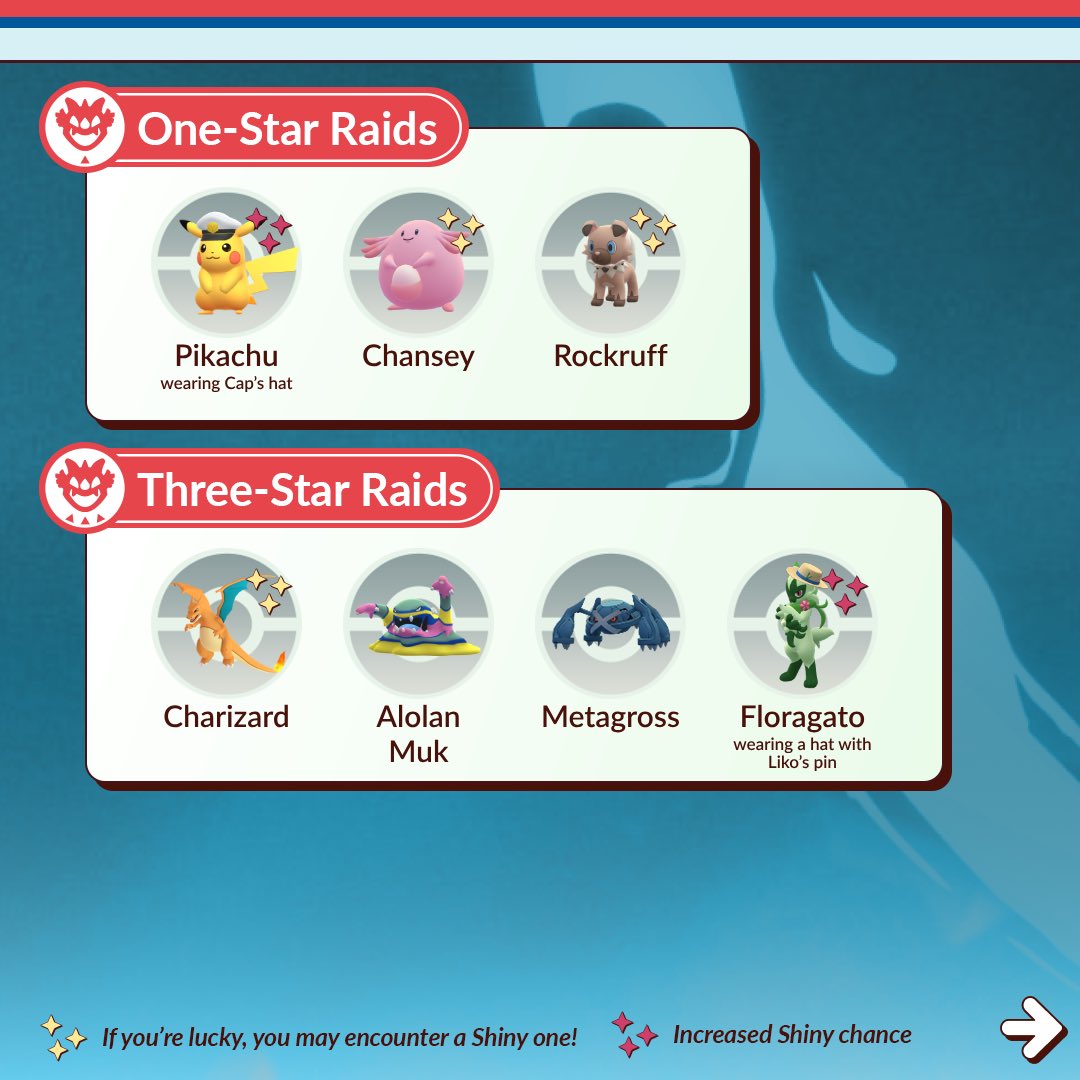 One-Star Raids
Pikachu
wearing Cap's hat
Chansey
Rockruff
Three-Star Raids
Charizard
Alolan
Muk
Metagross
Floragato
wearing a hat with
Liko's pin
If you're lucky, you may encounter a Shiny one!
Increased Shiny chance